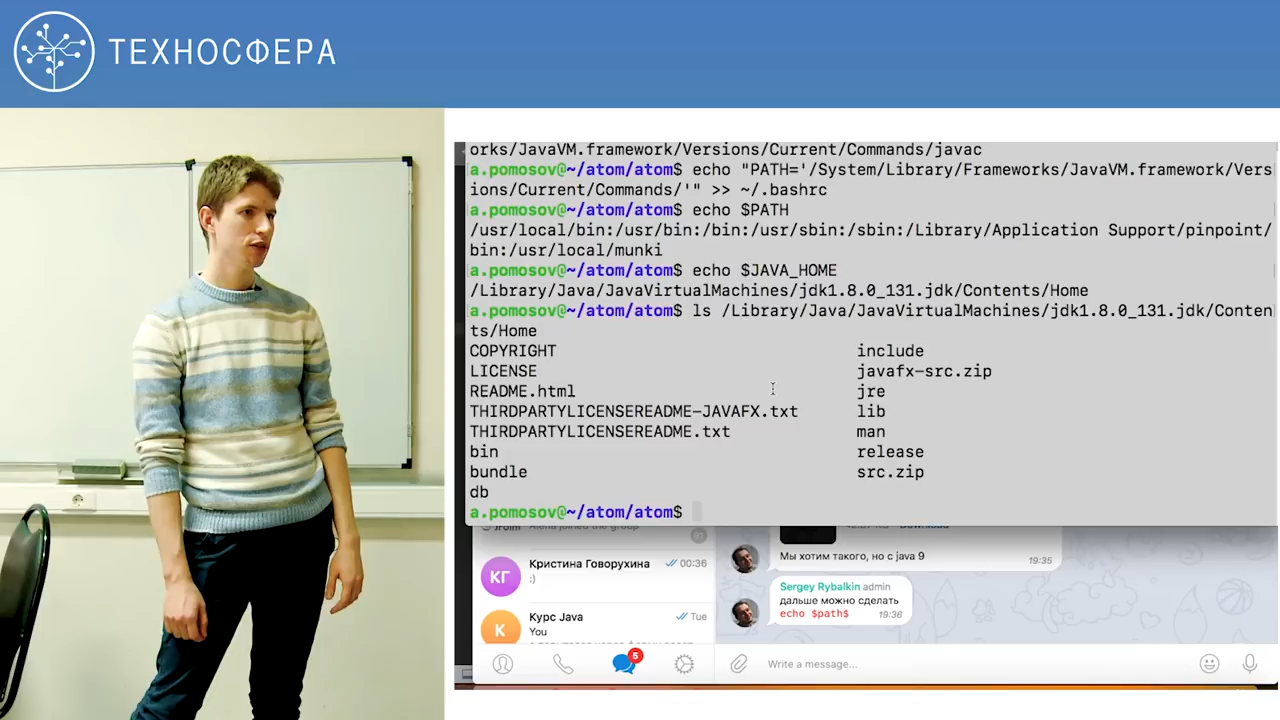 ТЕХНОСФЕРА
orks/JavaVM.framework/Versions/Current/Commands/javac
a.pomosov@~/atom/atom$ echo "PATH='/System/Library/Frameworks/JavaVM.framework/Vers
ions/Current/Commands/'" >> ~/.bashrc
a.pomosov@~/atom/atom$ echo $PATH
/usr/local/bin:/usr/bin:/bin:/usr/sbin:/sbin:/Library/Application Support/pinpoint/
bin:/usr/local/munki
a.pomosov@~/atom/atom$ echo $JAVA_HOME
/Library/Java/JavaVirtualMachines/jdk1.8.0_131.jdk/Contents/Home
a.pomosov@~/atom/atom$ ls /Library/Java/JavaVirtualMachines/jdk1.8.0_131.jdk/Conten
ts/Home
COPYRIGHT include
LICENSE javafx-src.zip
README.html jre
THIRDPARTYLICENSEREADME-JAVAFX.txt lib
THIRDPARTYLICENSEREADME.txt man
bin release
bundle src.zip
db
a.pomosov@~/atom/atom$
Alena joined the group
91
КГ
Кристина Говорухина 00:36
:)
К
Курс Java Tue
You
5
Download
Мы хотим такого, но с java 9
19:35
Sergey Rybalkin admin
дальше можно сделать
echo $path$ 19:36
Write a message...